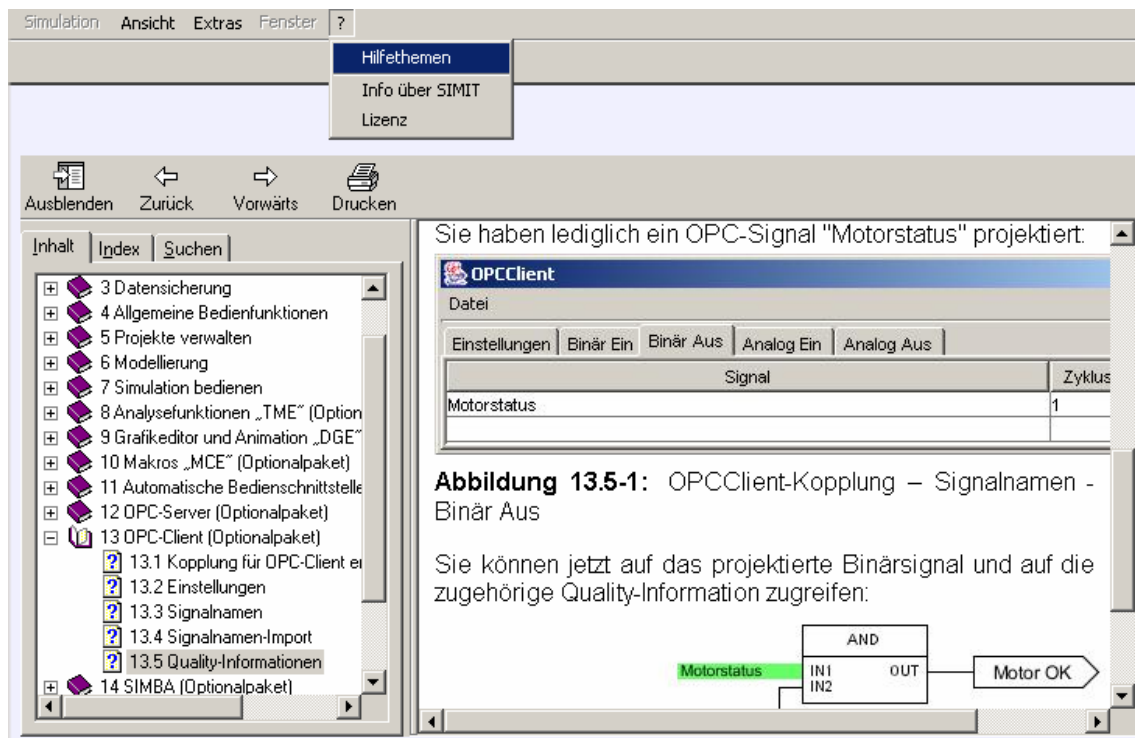 Simulation Ansicht Extras Fenster ?
Hilfethemen
Info über SIMIT
Lizenz
Ausblenden Zurück Vorwärts Drucken
Inhalt Index Suchen
3 Datensicherung
4 Allgemeine Bedienfunktionen
5 Projekte verwalten
6 Modellierung
7 Simulation bedienen
8 Analysefunktionen „TME“ (Option
9 Grafikeditor und Animation „DGE“
10 Makros „MCE“ (Optionalpaket)
11 Automatische Bedienschnittstelle
12 OPC-Server (Optionalpaket)
13 OPC-Client (Optionalpaket)
13.1 Kopplung für OPC-Client er
13.2 Einstellungen
13.3 Signalnamen
13.4 Signalnamen-Import
13.5 Quality-Informationen
14 SIMBA (Optionalpaket)
Sie haben lediglich ein OPC-Signal "Motorstatus" projektiert:
OPCClient
Datei
Einstellungen Binär Ein Binär Aus Analog Ein Analog Aus
Signal Zyklus
Motorstatus 1
Abbildung 13.5-1: OPCClient-Kopplung – Signalnamen -
Binär Aus
Sie können jetzt auf das projektierte Binärsignal und auf die
zugehörige Quality-Information zugreifen:
AND
Motorstatus IN1 OUT Motor OK
IN2